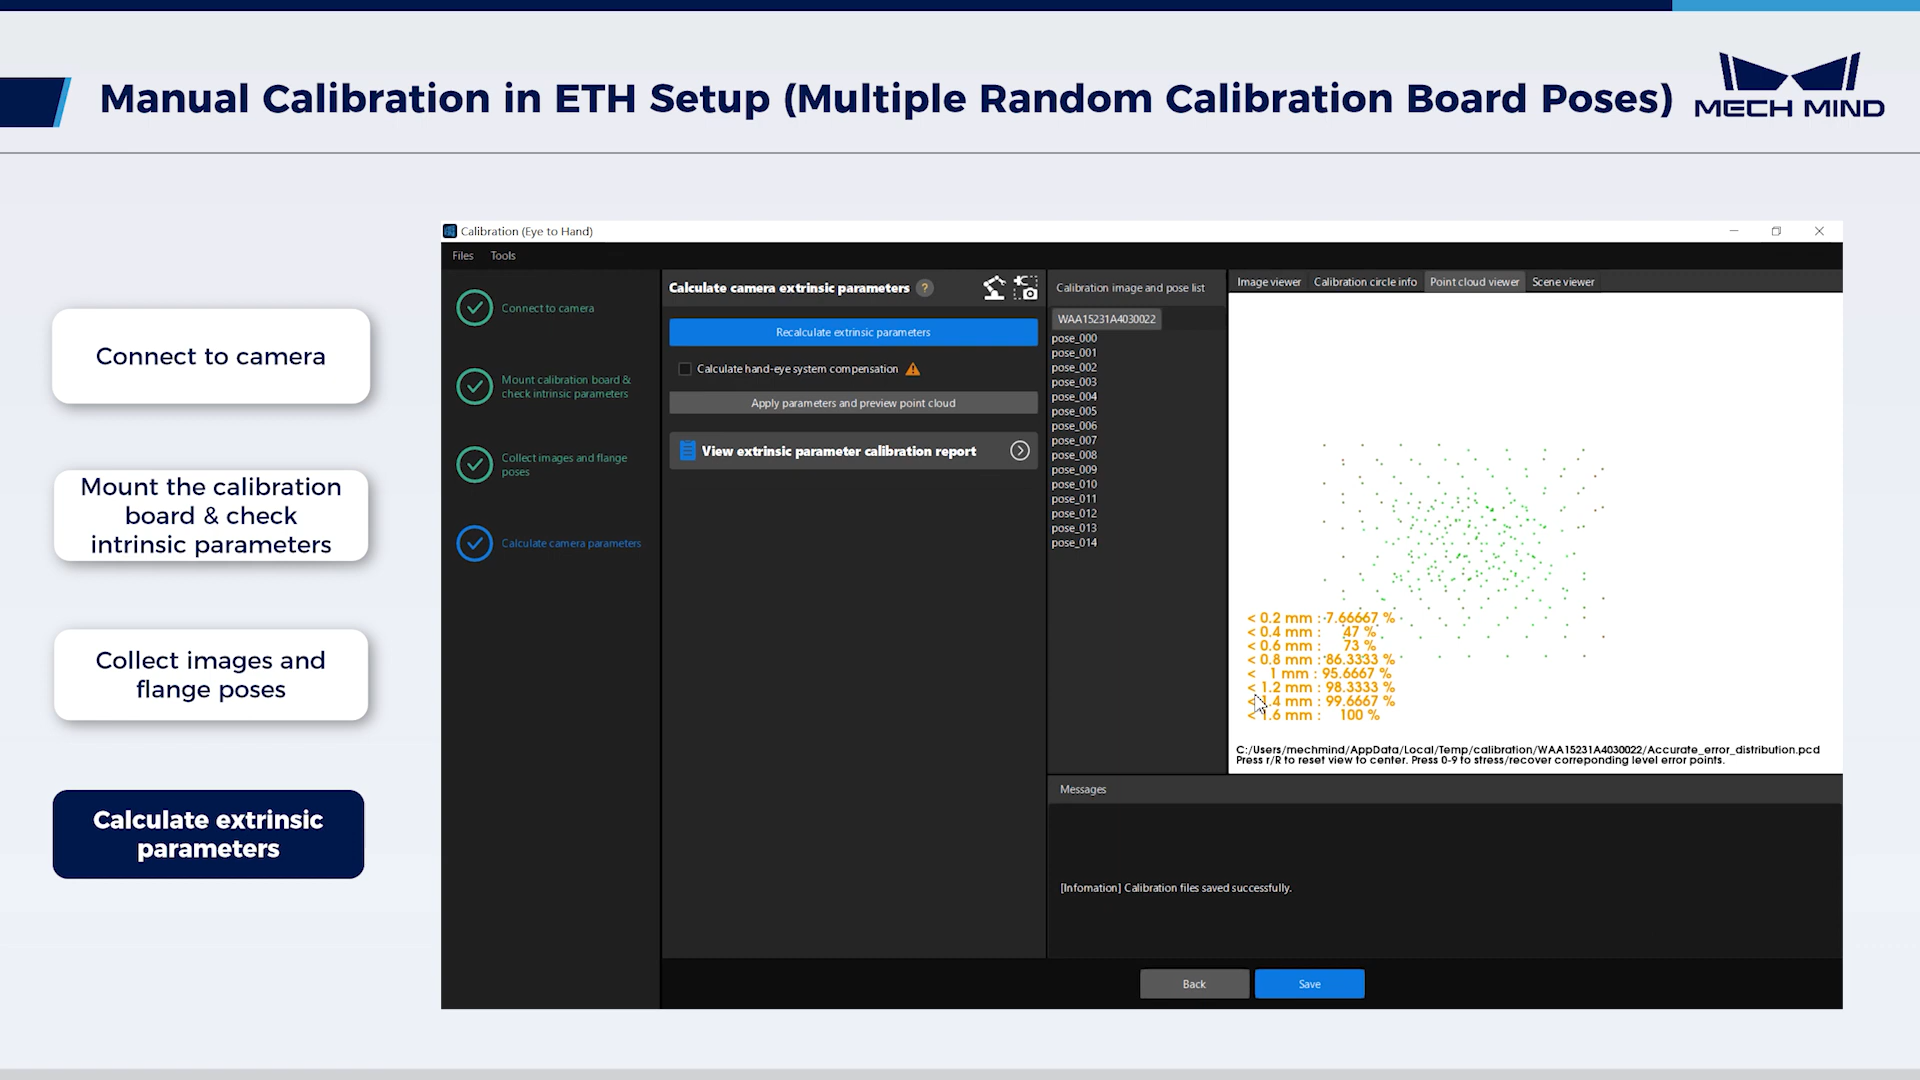 Manual Calibration in ETH Setup (Multiple Random Calibration Board Poses)
MECH MIND
Connect to camera
Mount the calibration
board & check
intrinsic parameters
Collect images and
flange poses
Calculate extrinsic
parameters
Calibration (Eye to Hand)
Files Tools
Connect to camera
Mount calibration board &
check intrinsic parameters
Collect images and flange
poses
Calculate camera parameters
Calculate camera extrinsic parameters ?
Recalculate extrinsic parameters
Calculate hand-eye system compensation
Apply parameters and preview point cloud
View extrinsic parameter calibration report
Calibration image and pose list
WAA15231A4030022
pose_000
pose_001
pose_002
pose_003
pose_004
pose_005
pose_006
pose_007
pose_008
pose_009
pose_010
pose_011
pose_012
pose_013
pose_014
Image viewer Calibration circle info Point cloud viewer Scene viewer
< 0.2 mm : 7.66667 %
< 0.4 mm : 47 %
< 0.6 mm : 73 %
< 0.8 mm : 86.3333 %
< 1 mm : 95.6667 %
< 1.2 mm : 98.3333 %
< 1.4 mm : 99.6667 %
< 1.6 mm : 100 %
C:/Users/mechmind/AppData/Local/Temp/calibration/WAA15231A4030022/Accurate_error_distribution.pcd
Press r/R to reset view to center. Press 0-9 to stress/recover correponding level error points.
Messages
[Infomation] Calibration files saved successfully.
Back Save